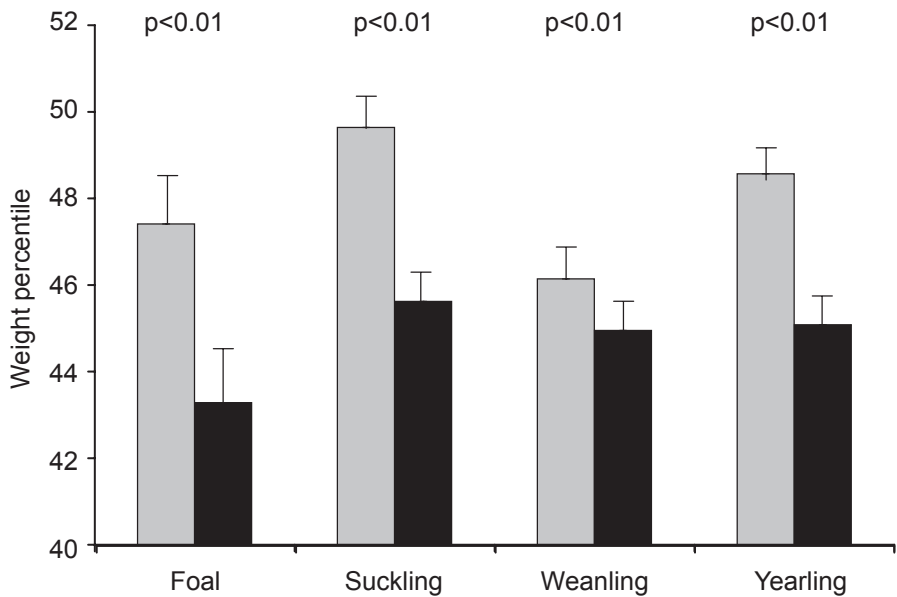 52
p<0.01 p<0.01 p<0.01 p<0.01
50
48
46
44
42
40
Weight percentile
Foal Suckling Weanling Yearling